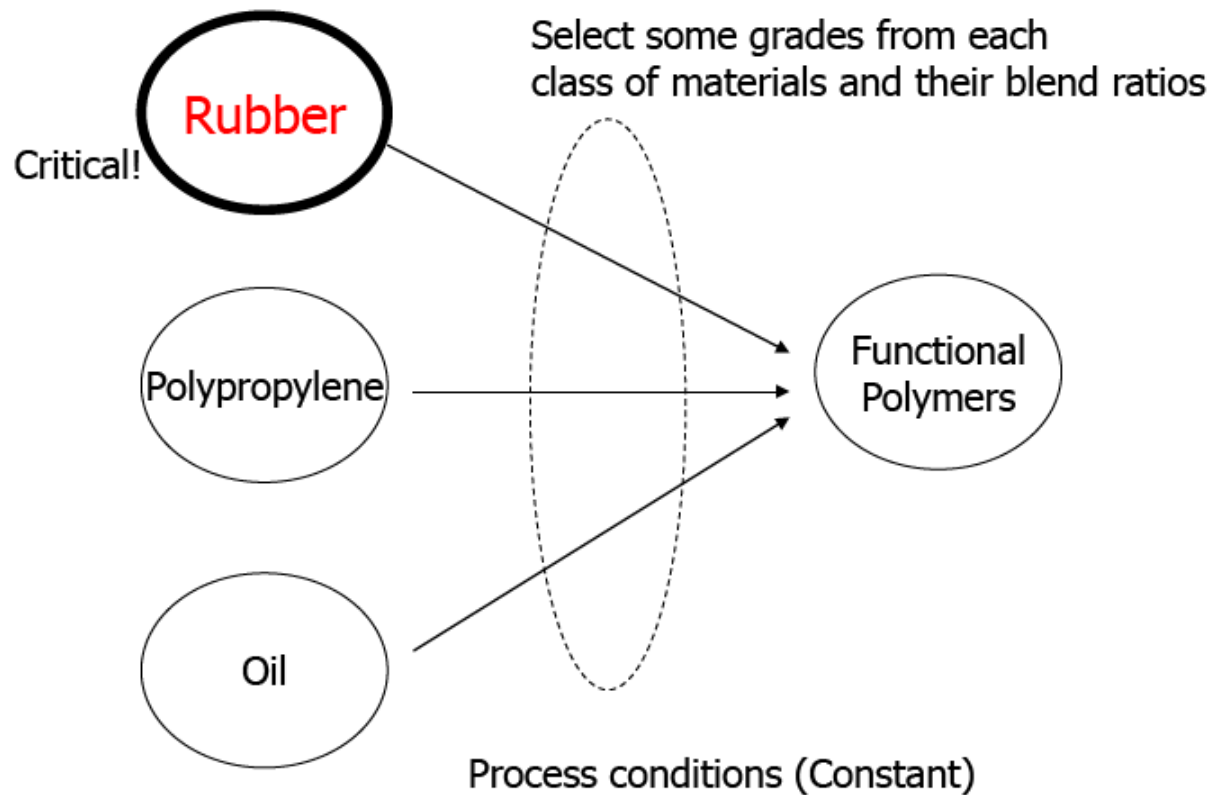 Select some grades from each
class of materials and their blend ratios
Rubber
Critical!
Polypropylene
Functional
Polymers
Oil
Process conditions (Constant)